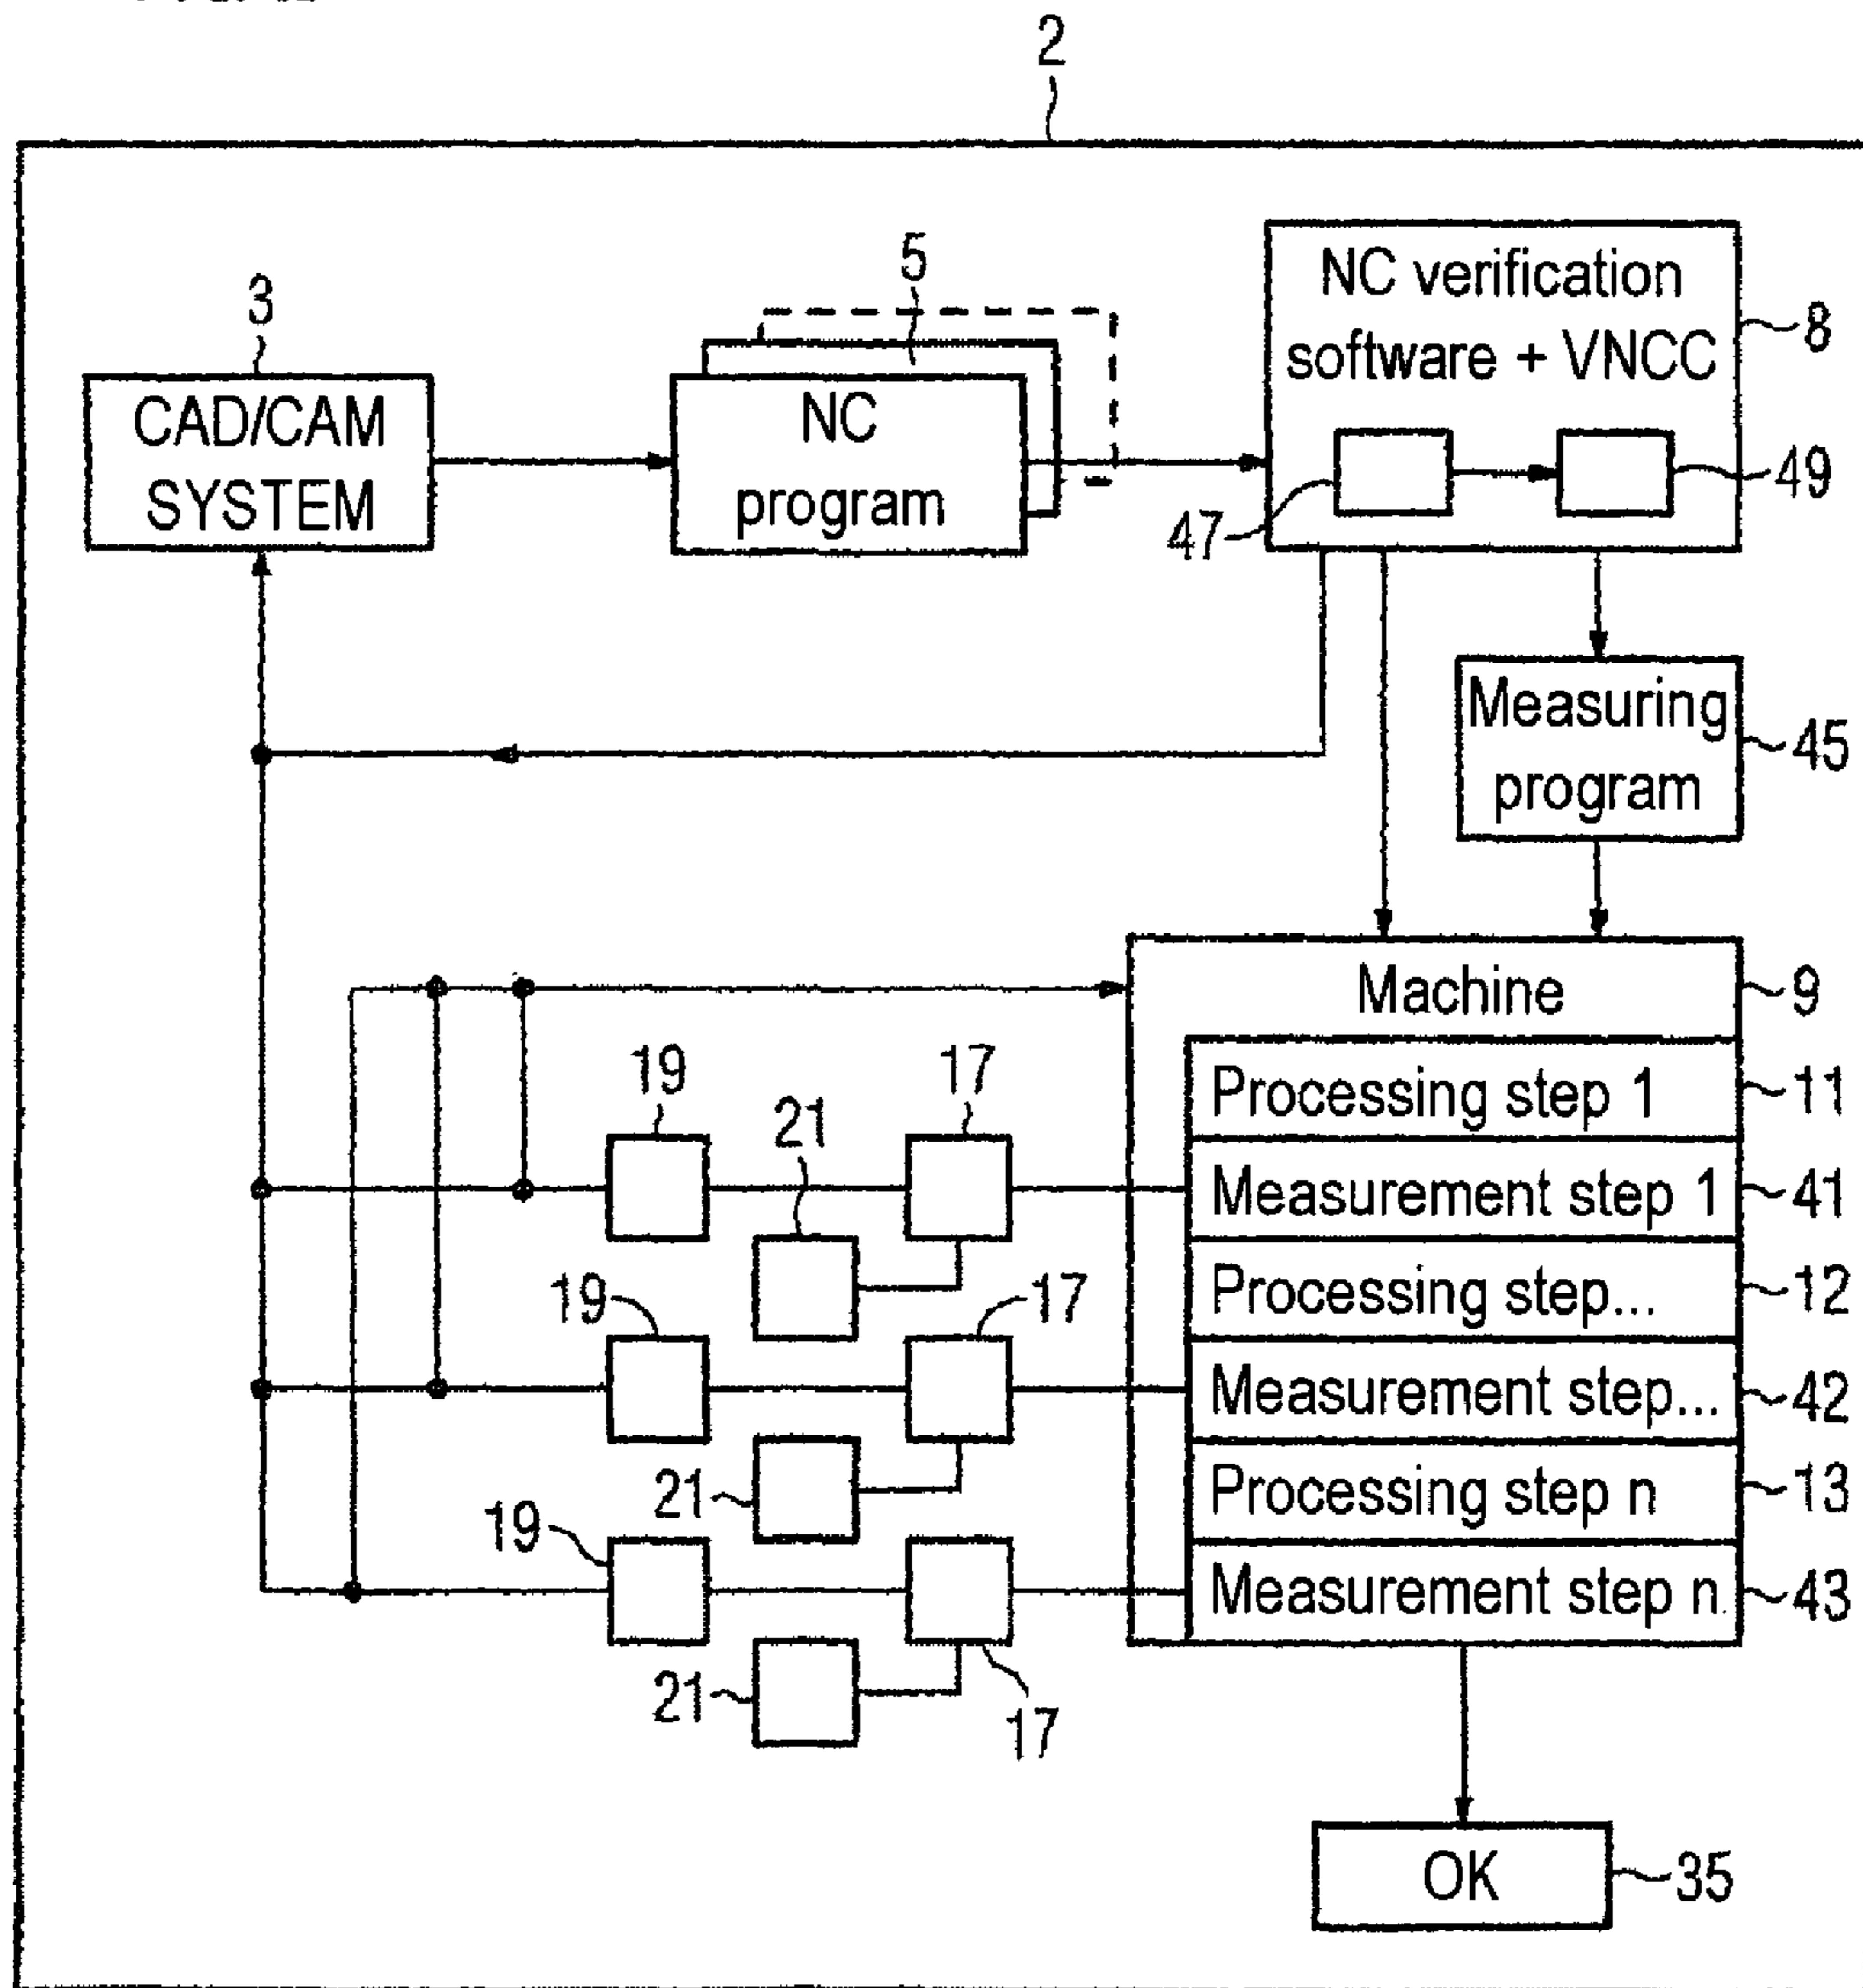 2
3
CAD/CAM
SYSTEM
5
NC
program
NC verification
software + VNCC
8
47
49
Measuring
program
45
Machine
9
Processing step 1
11
Measurement step 1
41
Processing step...
12
Measurement step...
42
Processing step n
13
Measurement step n
43
19
17
21
19
17
21
19
17
21
OK
35